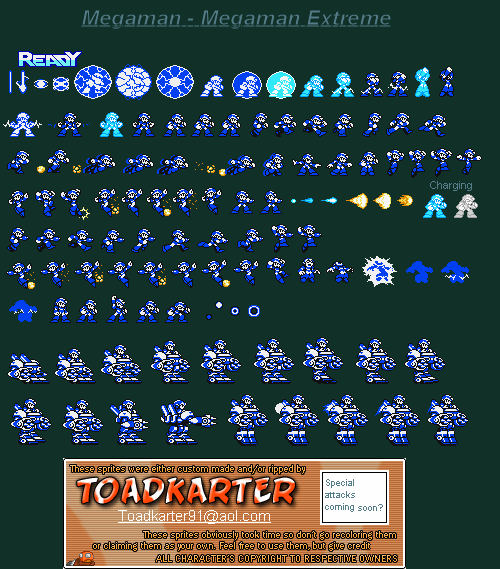 Megaman - Megaman Extreme
READY
Charging
These sprites were either custom made and/or ripped by
TOADKARTER
Toadkarter91@aol.com
Special
attacks
coming soon?
These sprites obviously took time so don't go recoloring them
or claiming them as your own. Feel free to use them, but give credit
ALL CHARACTER'S COPYRIGHT TO RESPECTIVE OWNERS